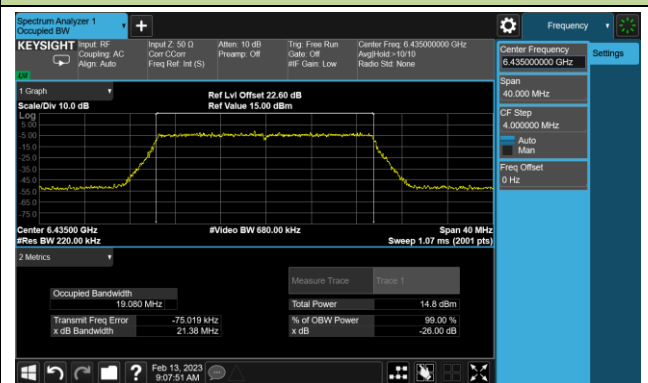 Spectrum Analyzer 1
Occupied BW
+
Frequency
KEYSIGHT
Input: RF
Coupling: AC
Align: Auto
Input Z: 50 Ω
Corr CCorr
Freq Ref: Int (S)
Atten: 10 dB
Preamp: Off
Trig: Free Run
Gate: Off
#IF Gain: Low
Center Freq: 6.435000000 GHz
Avg|Hold:>10/10
Radio Std: None
1 Graph
Scale/Div 10.0 dB
Ref Lvl Offset 22.60 dB
Ref Value 15.00 dBm
Log
5.00
-5.00
-15.0
-25.0
-35.0
-45.0
-55.0
-65.0
-75.0
Center 6.43500 GHz
#Res BW 220.00 kHz
#Video BW 680.00 kHz
Span 40 MHz
Sweep 1.07 ms (2001 pts)
2 Metrics
Measure Trace
Trace 1
Occupied Bandwidth
19.080 MHz
Total Power
14.8 dBm
Transmit Freq Error
-75.019 kHz
% of OBW Power
99.00 %
x dB Bandwidth
21.38 MHz
x dB
-26.00 dB
Center Frequency
6.435000000 GHz
Settings
Span
40.000 MHz
CF Step
4.000000 MHz
Auto
Man
Freq Offset
0 Hz
?
Feb 13, 2023
9:07:51 AM